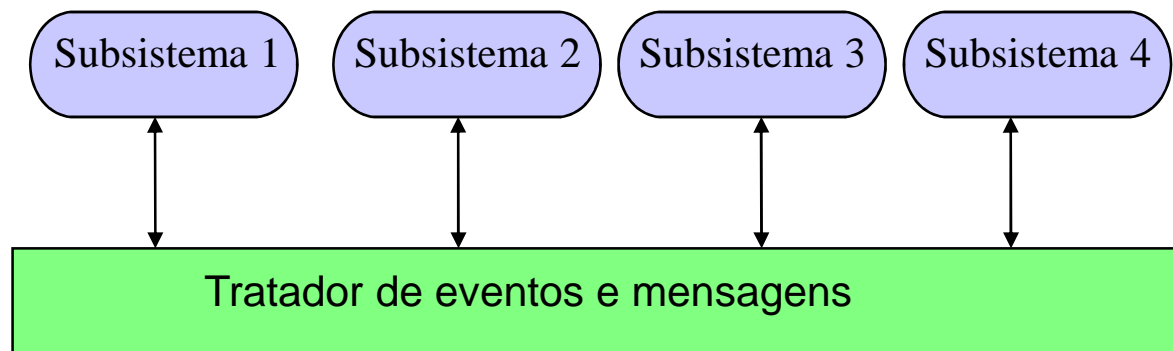 Subsistema 1
Subsistema 2
Subsistema 3
Subsistema 4
Tratador de eventos e mensagens